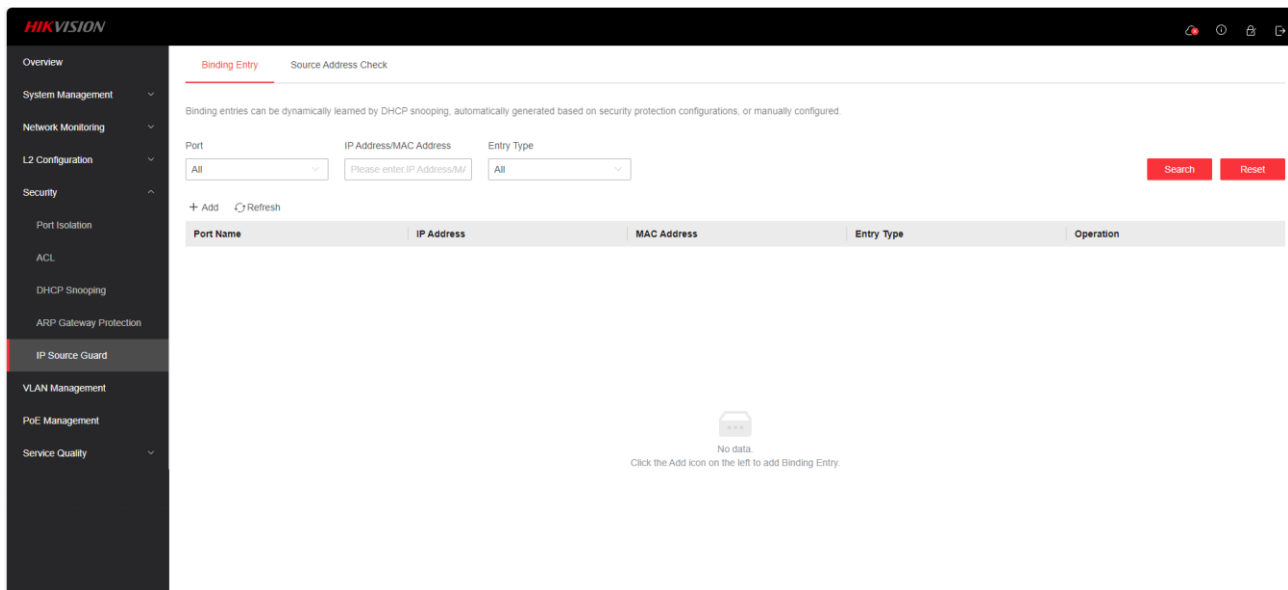 HIKVISION
Overview
System Management
Network Monitoring
L2 Configuration
Security
Port Isolation
ACL
DHCP Snooping
ARP Gateway Protection
IP Source Guard
VLAN Management
PoE Management
Service Quality
Binding Entry Source Address Check
Binding entries can be dynamically learned by DHCP snooping, automatically generated based on security protection configurations, or manually configured.
Port IP Address/MAC Address Entry Type
All Please enter.IP Address/MA All Search Reset
+ Add Refresh
Port Name IP Address MAC Address Entry Type Operation
No data.
Click the Add icon on the left to add Binding Entry.